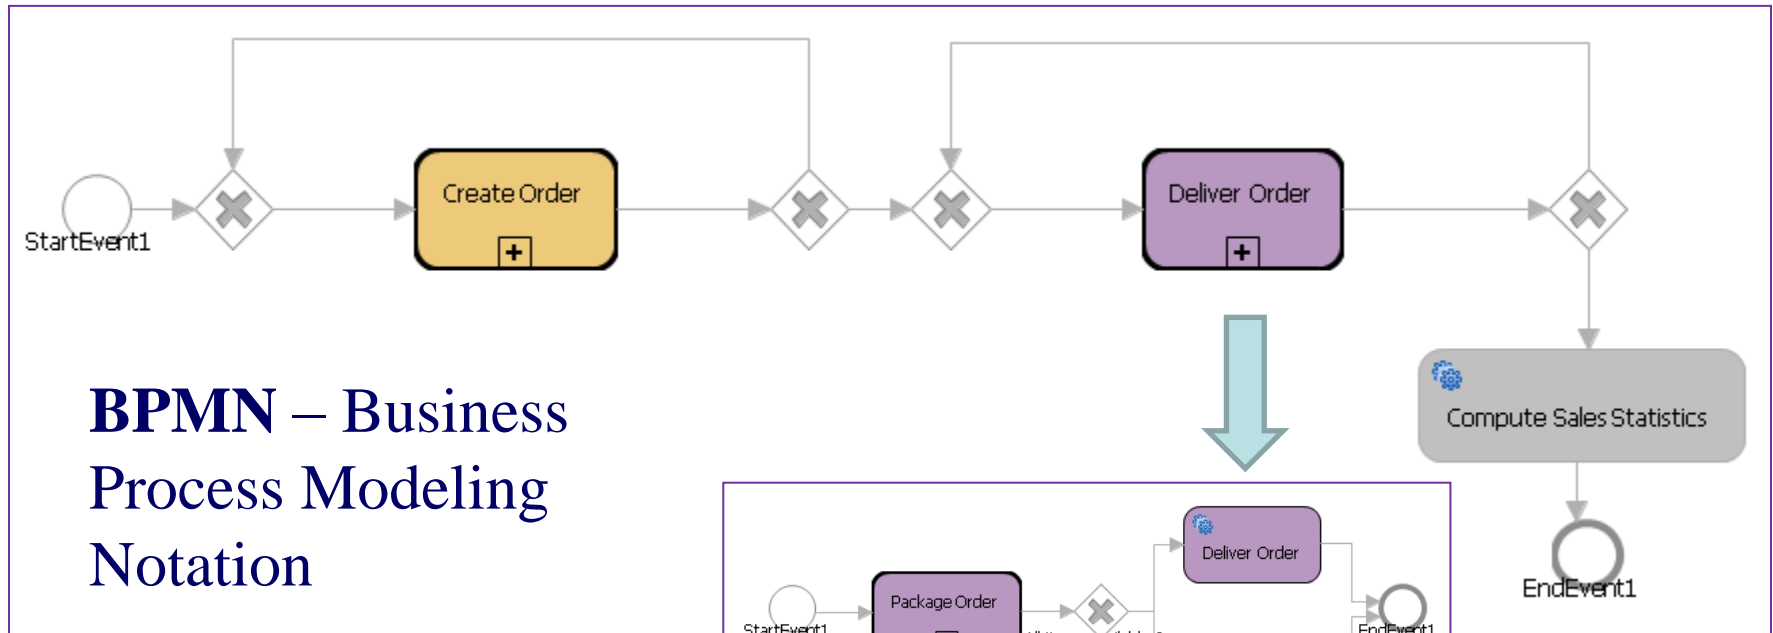 Create Order
Deliver Order
StartEvent1
BPMN – Business
Process Modeling
Notation
Compute Sales Statistics
EndEvent1
Deliver Order
Package Order
StartEvent1
EndEvent1